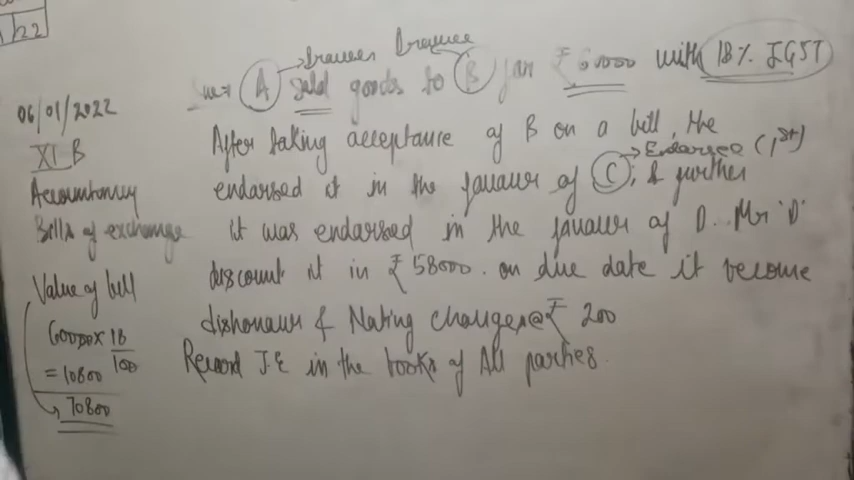 /22
Drawer Drawee
A sold goods to B for ₹ 60000 with 18% IGST
06/01/2022
XI B
Accountancy
Bills of exchange
After taking acceptance of B on a bill, the
→ Endorsee (1st)
endorsed it in the favour of C, & further
it was endorsed in the favour of D. Mr 'D'
discount it in ₹ 58000. on due date it become
dishonour & Noting charges@ ₹ 200
Record J.E in the books of All parties.
Value of bill
60000 x 18/100
= 10800
70800